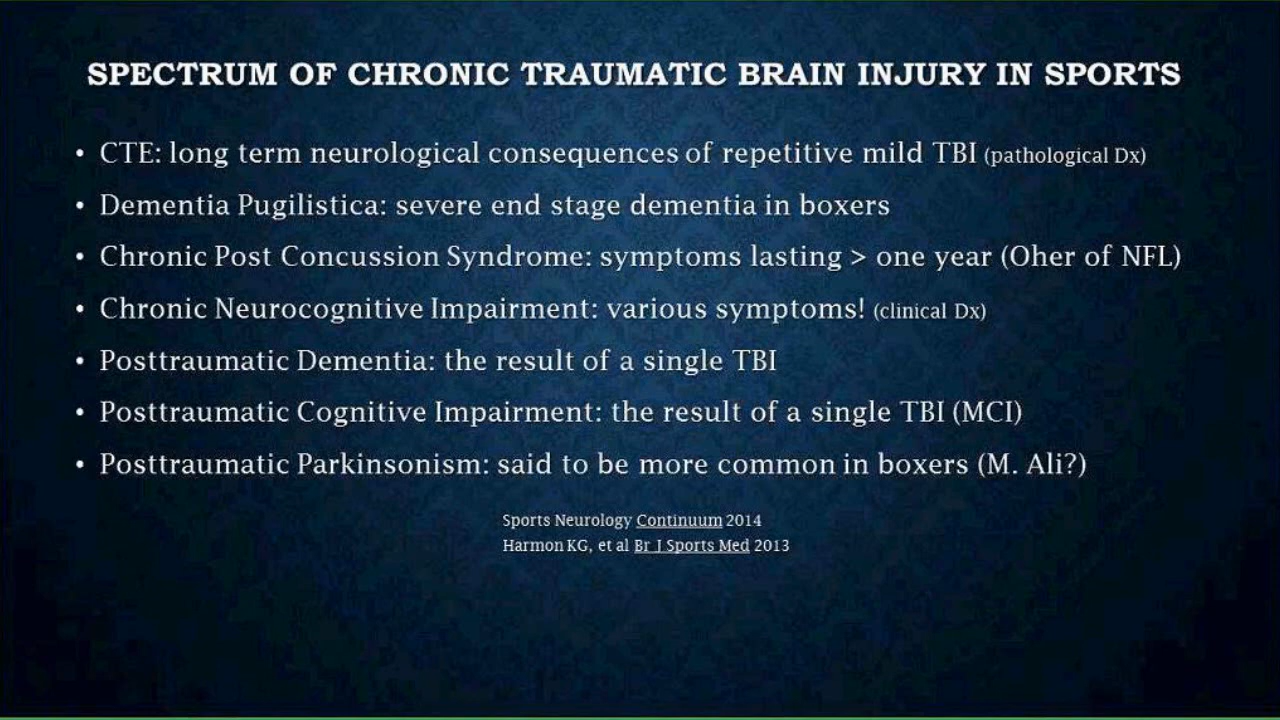 SPECTRUM OF CHRONIC TRAUMATIC BRAIN INJURY IN SPORTS
• CTE: long term neurological consequences of repetitive mild TBI (pathological Dx)
• Dementia Pugilistica: severe end stage dementia in boxers
• Chronic Post Concussion Syndrome: symptoms lasting > one year (Oher of NFL)
• Chronic Neurocognitive Impairment: various symptoms! (clinical Dx)
• Posttraumatic Dementia: the result of a single TBI
• Posttraumatic Cognitive Impairment: the result of a single TBI (MCI)
• Posttraumatic Parkinsonism: said to be more common in boxers (M. Ali?)
Sports Neurology Continuum 2014
Harmon KG, et al Br J Sports Med 2013